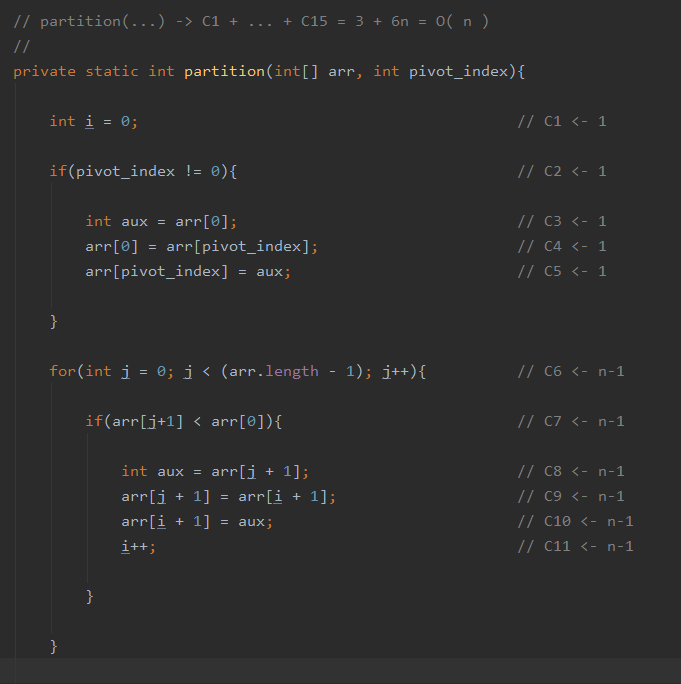 // partition(...) -> C1 + ... + C15 = 3 + 6n = O( n )
//
private static int partition(int[] arr, int pivot_index){
int i = 0; // C1 <- 1
if(pivot_index != 0){ // C2 <- 1
int aux = arr[0]; // C3 <- 1
arr[0] = arr[pivot_index]; // C4 <- 1
arr[pivot_index] = aux; // C5 <- 1
}
for(int j = 0; j < (arr.length - 1); j++){ // C6 <- n-1
if(arr[j+1] < arr[0]){ // C7 <- n-1
int aux = arr[j + 1]; // C8 <- n-1
arr[j + 1] = arr[i + 1]; // C9 <- n-1
arr[i + 1] = aux; // C10 <- n-1
i++; // C11 <- n-1
}
}